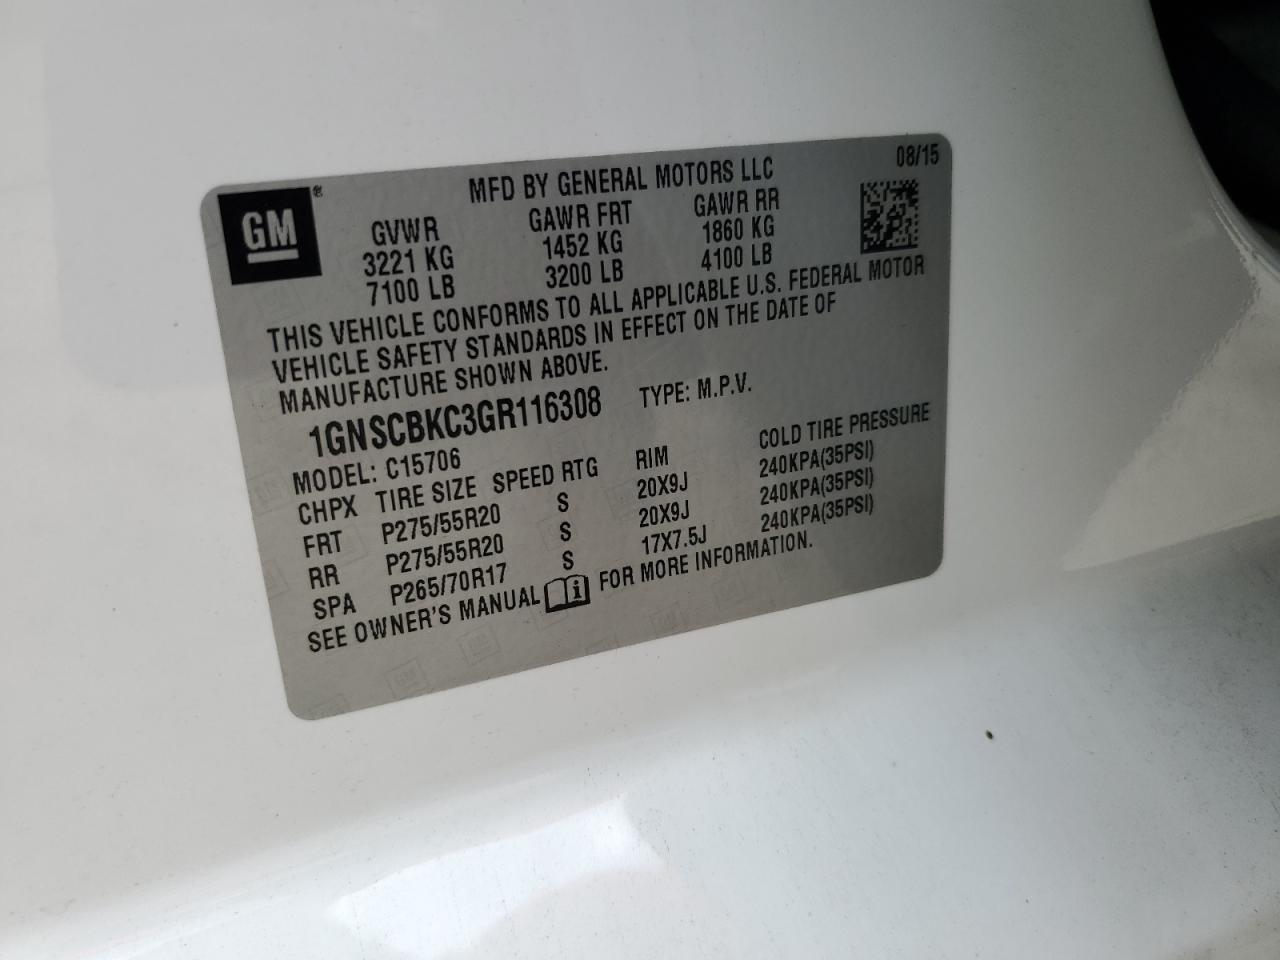 GM ®
MFD BY GENERAL MOTORS LLC 08/15
GVWR GAWR FRT GAWR RR
3221 KG 1452 KG 1860 KG
7100 LB 3200 LB 4100 LB
THIS VEHICLE CONFORMS TO ALL APPLICABLE U.S. FEDERAL MOTOR
VEHICLE SAFETY STANDARDS IN EFFECT ON THE DATE OF
MANUFACTURE SHOWN ABOVE.
1GNSCBKC3GR116308 TYPE: M.P.V.
MODEL: C15706
CHPX TIRE SIZE SPEED RTG RIM COLD TIRE PRESSURE
FRT P275/55R20 S 20X9J 240KPA(35PSI)
RR P275/55R20 S 20X9J 240KPA(35PSI)
SPA P265/70R17 S 17X7.5J 240KPA(35PSI)
SEE OWNER'S MANUAL i FOR MORE INFORMATION.